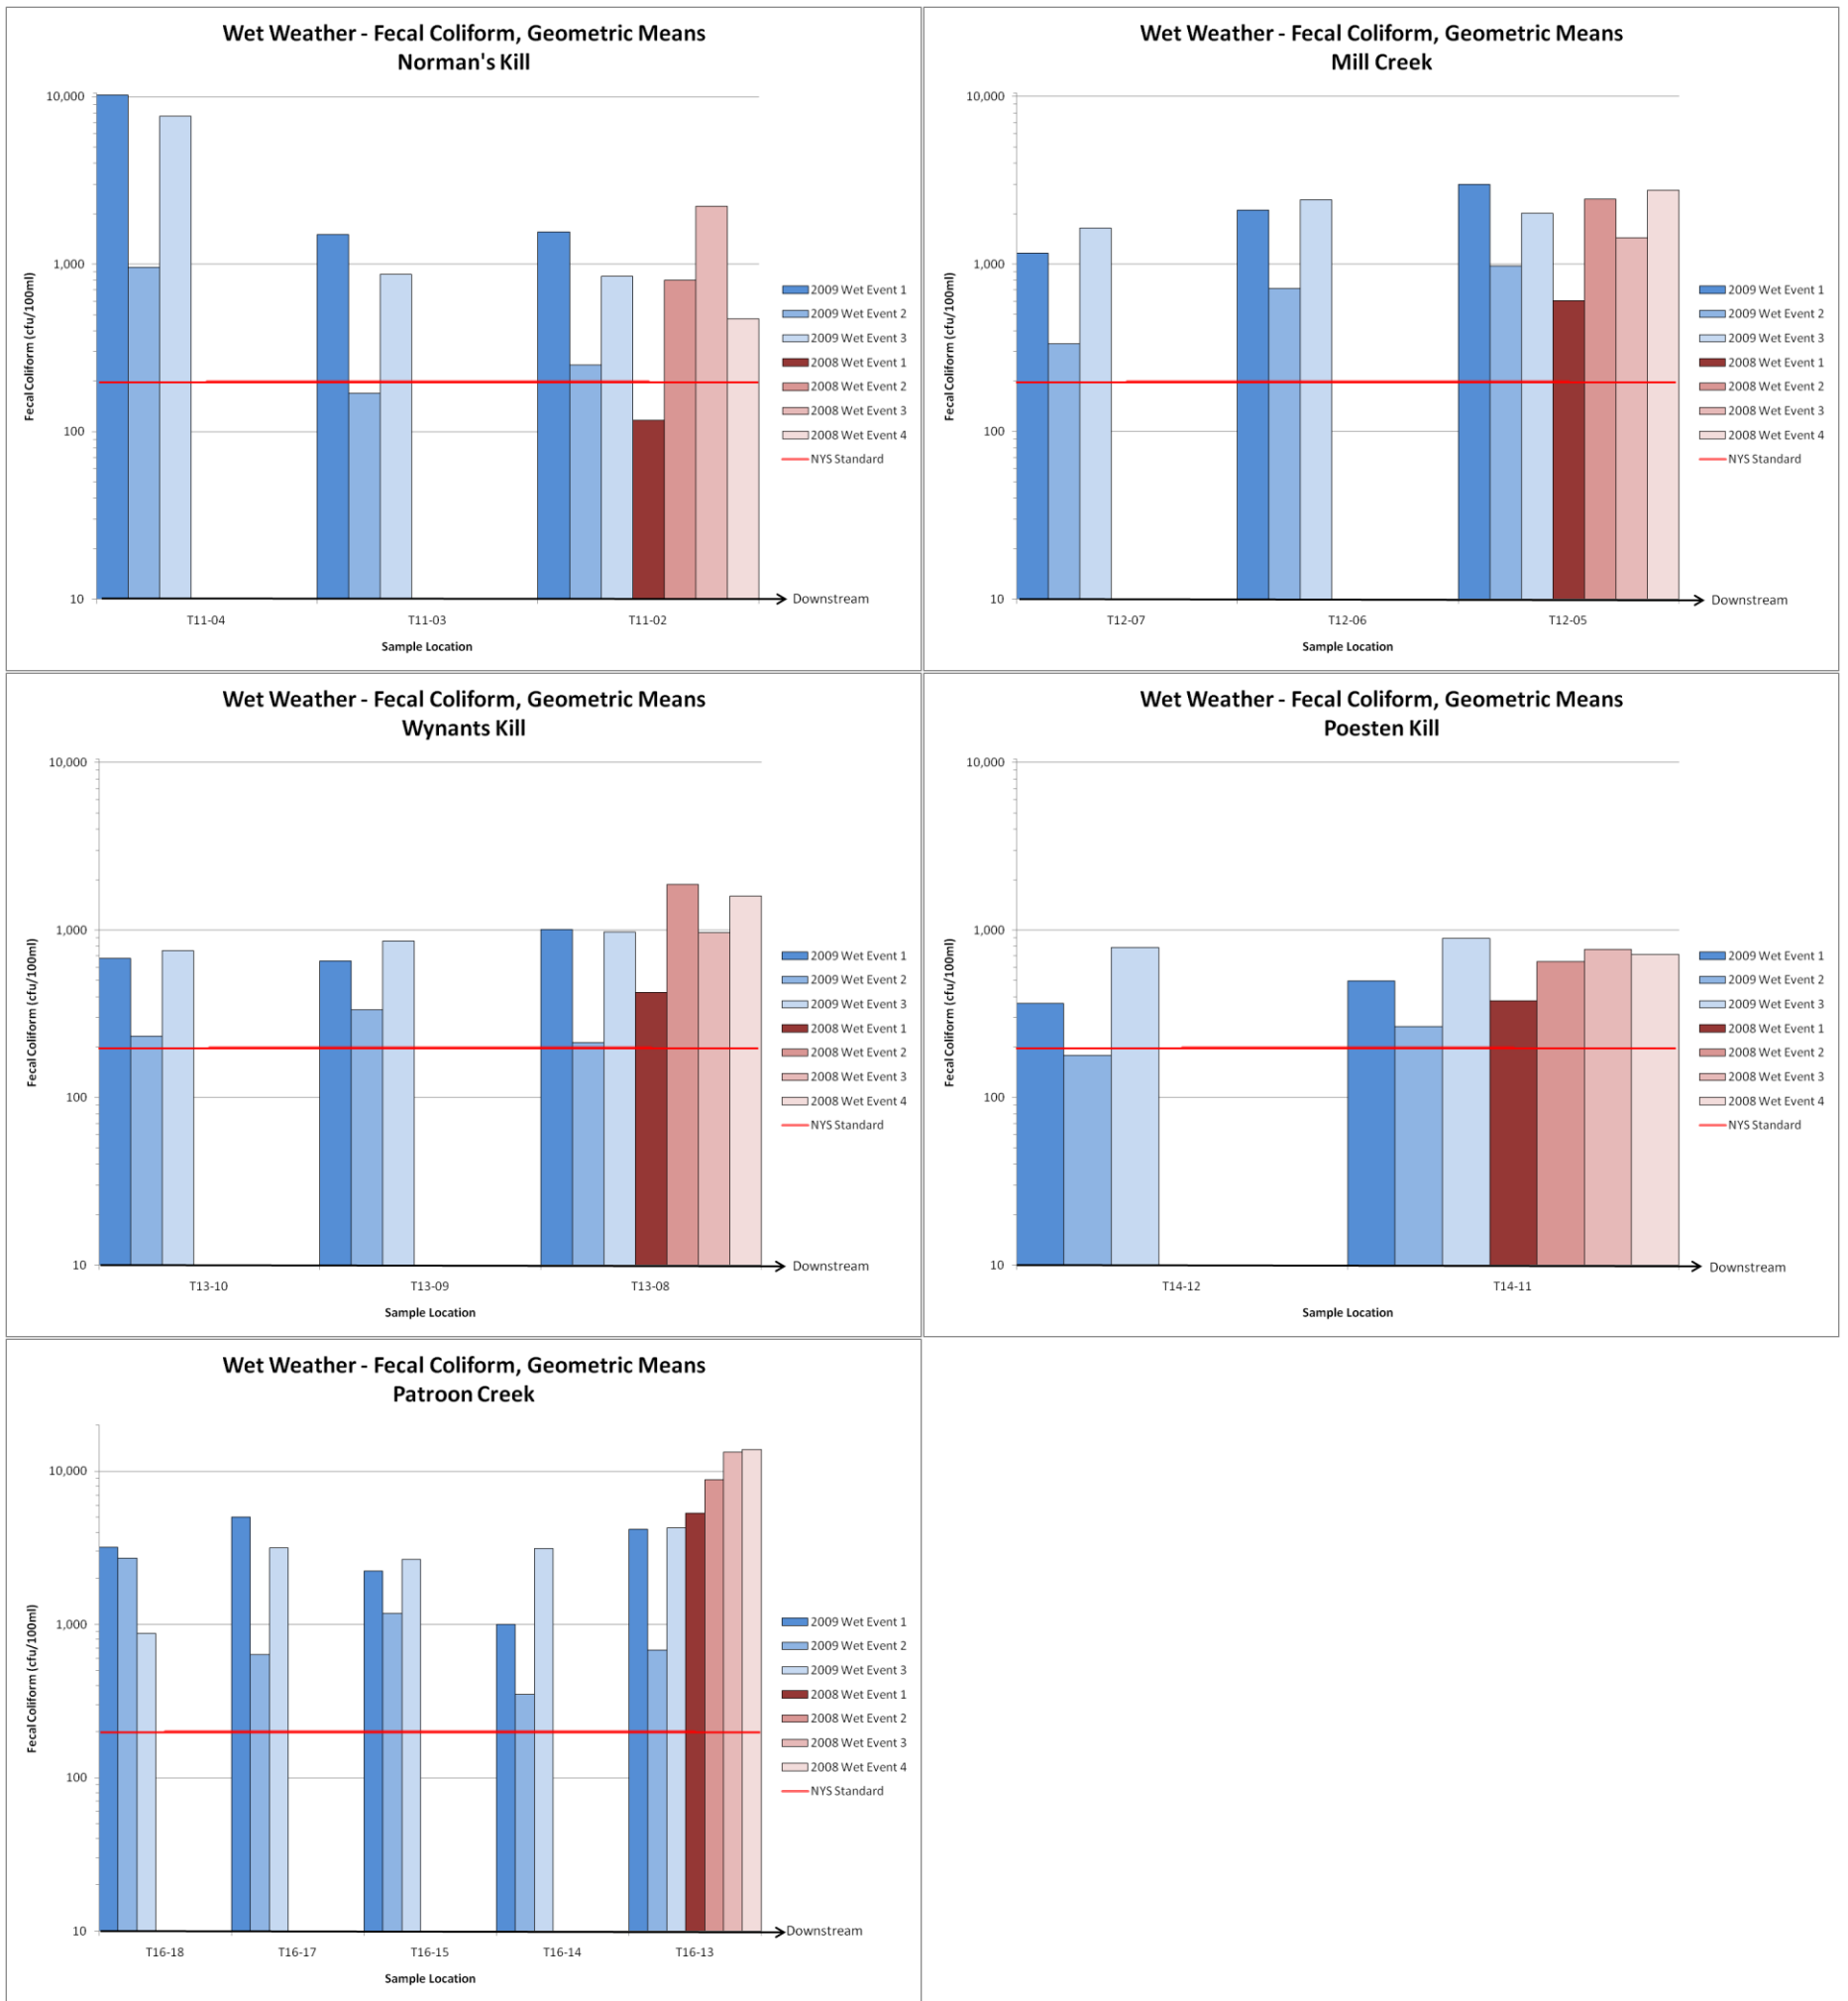 Wet Weather - Fecal Coliform, Geometric Means
Norman's Kill
10,000
1,000
100
10
Fecal Coliform (cfu/100ml)
T11-04
T11-03
T11-02
Downstream
Sample Location
2009 Wet Event 1
2009 Wet Event 2
2009 Wet Event 3
2008 Wet Event 1
2008 Wet Event 2
2008 Wet Event 3
2008 Wet Event 4
NYS Standard
Wet Weather - Fecal Coliform, Geometric Means
Mill Creek
10,000
1,000
100
10
Fecal Coliform (cfu/100ml)
T12-07
T12-06
T12-05
Downstream
Sample Location
2009 Wet Event 1
2009 Wet Event 2
2009 Wet Event 3
2008 Wet Event 1
2008 Wet Event 2
2008 Wet Event 3
2008 Wet Event 4
NYS Standard
Wet Weather - Fecal Coliform, Geometric Means
Wynants Kill
10,000
1,000
100
10
Fecal Coliform (cfu/100ml)
T13-10
T13-09
T13-08
Downstream
Sample Location
2009 Wet Event 1
2009 Wet Event 2
2009 Wet Event 3
2008 Wet Event 1
2008 Wet Event 2
2008 Wet Event 3
2008 Wet Event 4
NYS Standard
Wet Weather - Fecal Coliform, Geometric Means
Poesten Kill
10,000
1,000
100
10
Fecal Coliform (cfu/100ml)
T14-12
T14-11
Downstream
Sample Location
2009 Wet Event 1
2009 Wet Event 2
2009 Wet Event 3
2008 Wet Event 1
2008 Wet Event 2
2008 Wet Event 3
2008 Wet Event 4
NYS Standard
Wet Weather - Fecal Coliform, Geometric Means
Patroon Creek
10,000
1,000
100
10
Fecal Coliform (cfu/100ml)
T16-18
T16-17
T16-15
T16-14
T16-13
Downstream
Sample Location
2009 Wet Event 1
2009 Wet Event 2
2009 Wet Event 3
2008 Wet Event 1
2008 Wet Event 2
2008 Wet Event 3
2008 Wet Event 4
NYS Standard